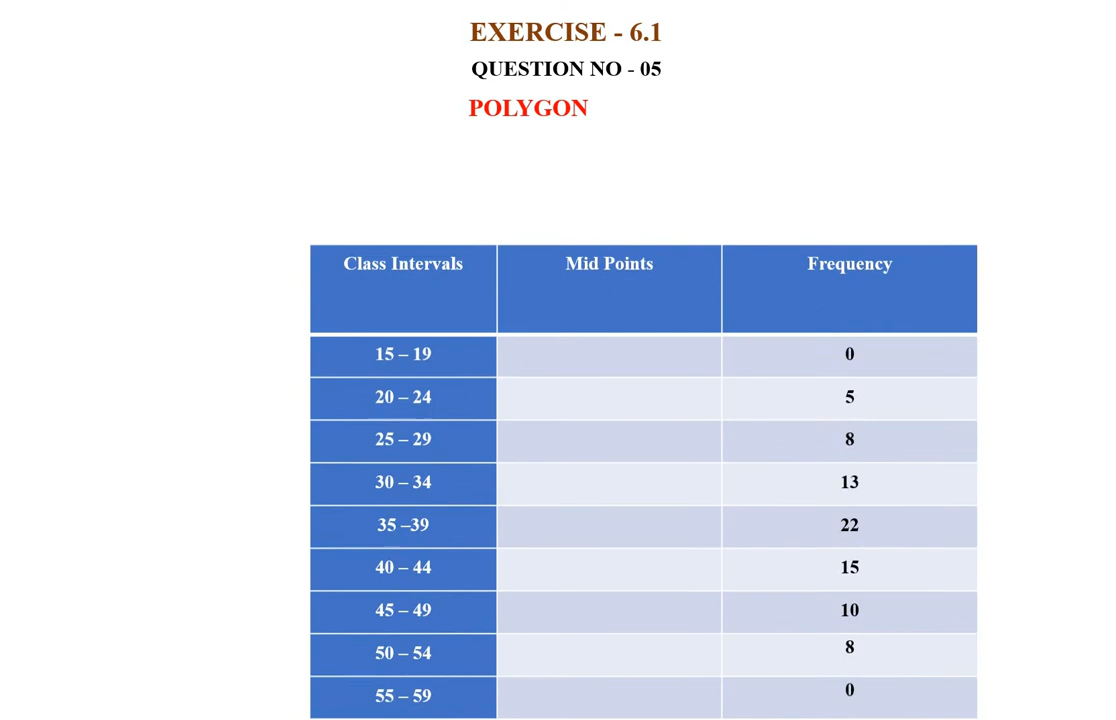 EXERCISE - 6.1
QUESTION NO - 05
POLYGON
Class Intervals Mid Points Frequency
15 – 19 0
20 – 24 5
25 – 29 8
30 – 34 13
35 –39 22
40 – 44 15
45 – 49 10
50 – 54 8
55 – 59 0